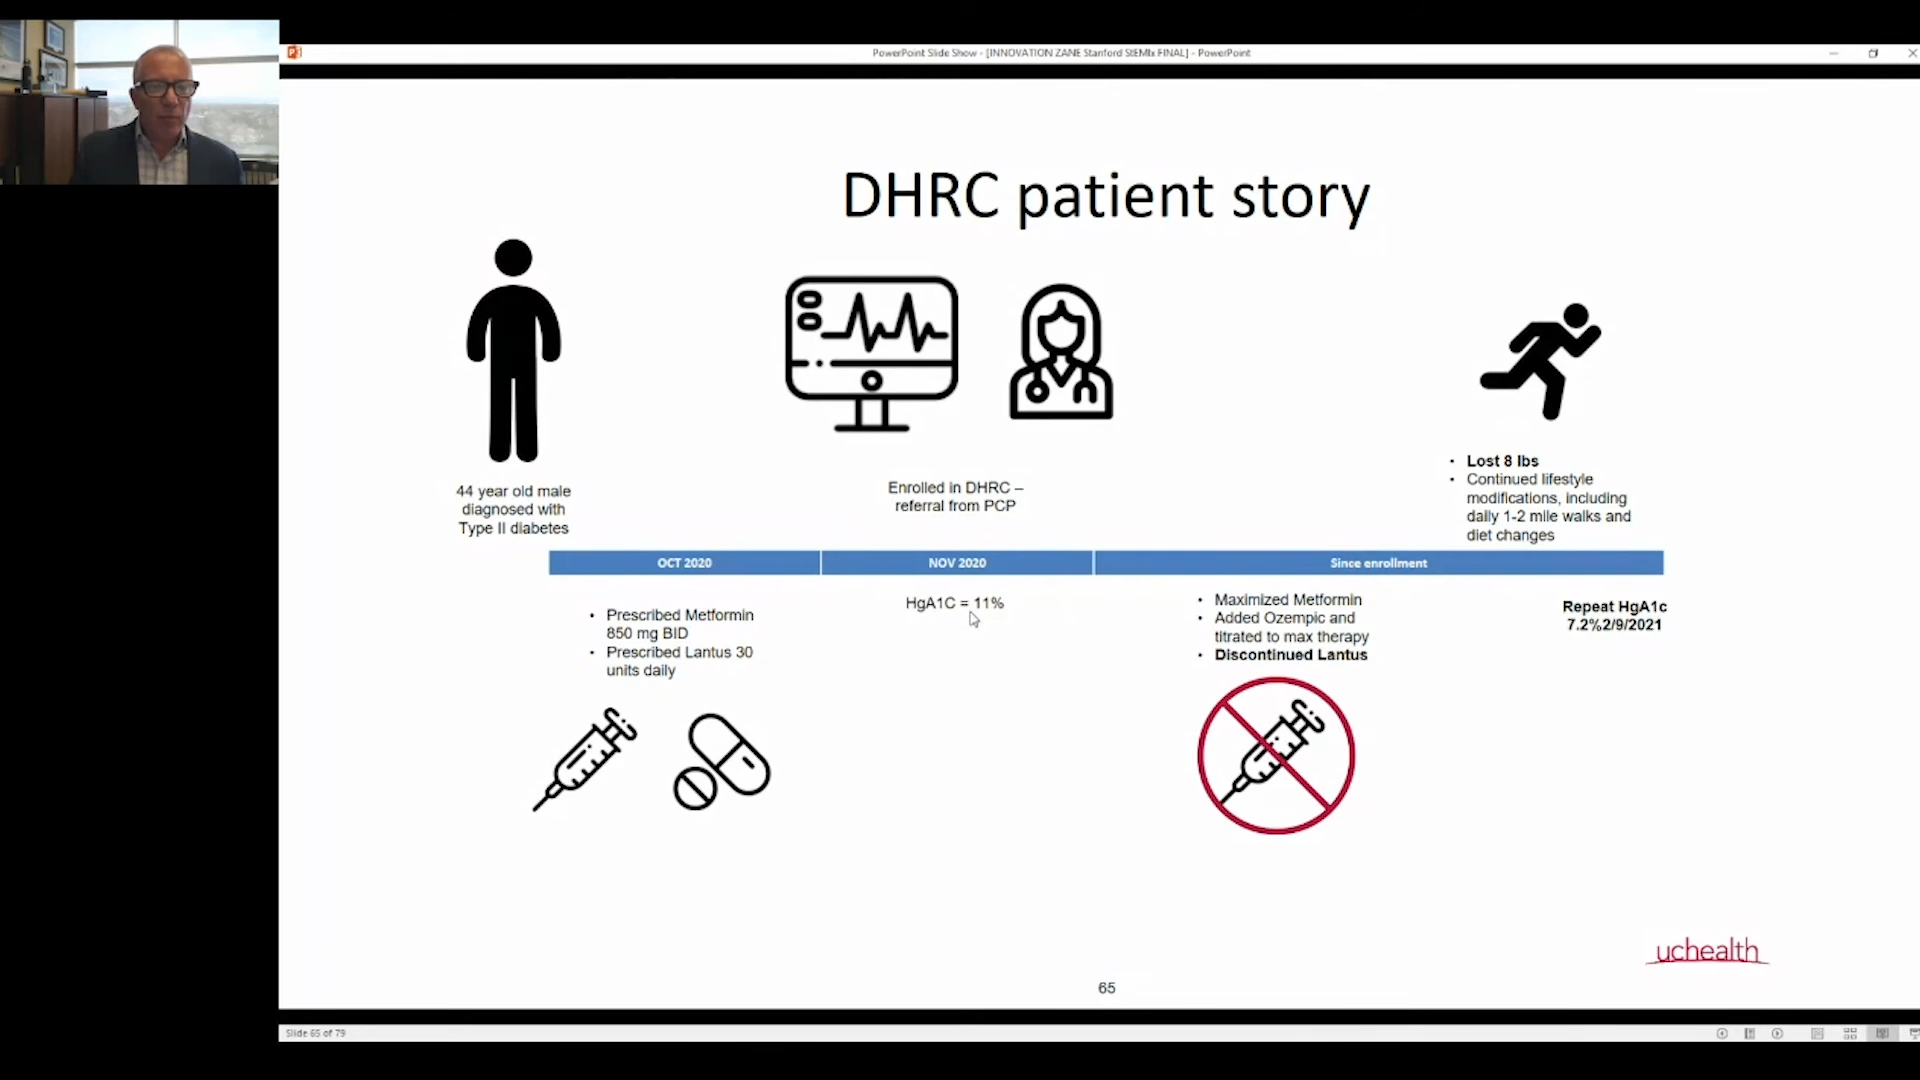 PowerPoint Slide Show - [INNOVATION ZANE Stanford StEMIx FINAL] - PowerPoint
DHRC patient story
44 year old male
diagnosed with
Type II diabetes
Enrolled in DHRC –
referral from PCP
• Lost 8 lbs
• Continued lifestyle
modifications, including
daily 1-2 mile walks and
diet changes
OCT 2020
NOV 2020
Since enrollment
• Prescribed Metformin
850 mg BID
• Prescribed Lantus 30
units daily
HgA1C = 11%
• Maximized Metformin
• Added Ozempic and
titrated to max therapy
• Discontinued Lantus
Repeat HgA1c
7.2%2/9/2021
uchealth
65
Slide 65 of 79